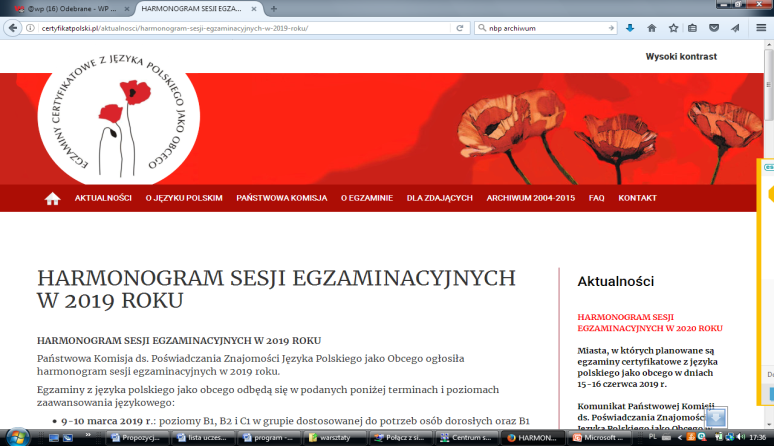 @wp (16) Odebrane - WP ...
HARMONOGRAM SESJI EGZA...
certyfikatpolski.pl/aktualnosci/harmonogram-sesji-egzaminacyjnych-w-2019-roku/
nbp archiwum
Wysoki kontrast
EGZAMINY CERTYFIKATOWE Z JĘZYKA POLSKIEGO JAKO OBCEGO
AKTUALNOŚCI O JĘZYKU POLSKIM PAŃSTWOWA KOMISJA O EGZAMINIE DLA ZDAJĄCYCH ARCHIWUM 2004-2015 FAQ KONTAKT
HARMONOGRAM SESJI EGZAMINACYJNYCH
W 2019 ROKU
HARMONOGRAM SESJI EGZAMINACYJNYCH W 2019 ROKU
Państwowa Komisja ds. Poświadczania Znajomości Języka Polskiego jako Obcego ogłosiła
harmonogram sesji egzaminacyjnych w 2019 roku.
Egzaminy z języka polskiego jako obcego odbędą się w podanych poniżej terminach i poziomach
zaawansowania językowego:
• 9-10 marca 2019 r.: poziomy B1, B2 i C1 w grupie dostosowanej do potrzeb osób dorosłych oraz B1
Aktualności
HARMONOGRAM SESJI
EGZAMINACYJNYCH W 2020 ROKU
Miasta, w których planowane są
egzaminy certyfikatowe z języka
polskiego jako obcego w dniach
15-16 czerwca 2019 r.
Komunikat Państwowej Komisji
ds. Poświadczania Znajomości
Języka Polskiego jako Obcego w
Propozycj...
lista uczes...
program -...
warsztaty
Połącz z si...
Centrum s...
HARMON...
Microsoft ...
PL
17:36